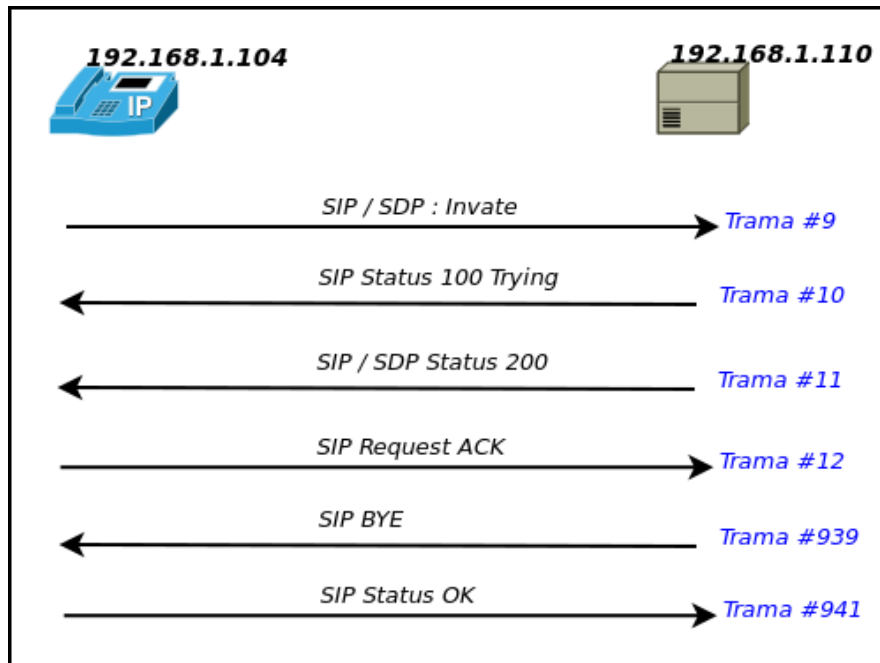 192.168.1.104
192.168.1.110
IP
SIP / SDP : Invate
Trama #9
SIP Status 100 Trying
Trama #10
SIP / SDP Status 200
Trama #11
SIP Request ACK
Trama #12
SIP BYE
Trama #939
SIP Status OK
Trama #941